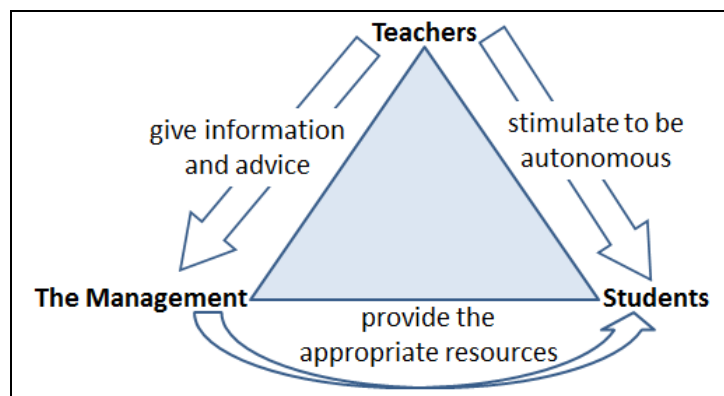 Teachers
give information
and advice
stimulate to be
autonomous
The Management
Students
provide the
appropriate resources